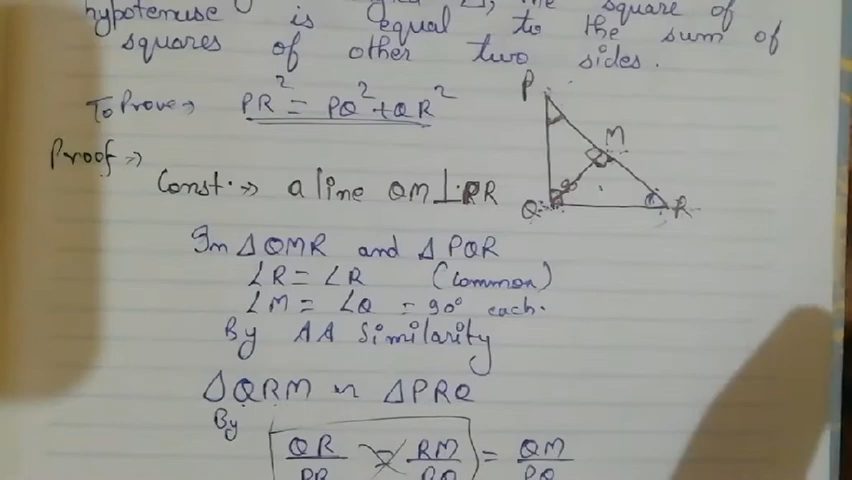 hypotenuse is equal to the sum of
squares of other two sides.
To Prove → PR² = PQ² + QR²
Proof →
Const. → a line QM ⊥ PR
P
M
Q
R
In △QMR and △PQR
∠R = ∠R (Common)
∠M = ∠Q = 90° each.
By AA Similarity
△QRM ~ △PRQ
By
QR RM = QM
PR RQ PQ